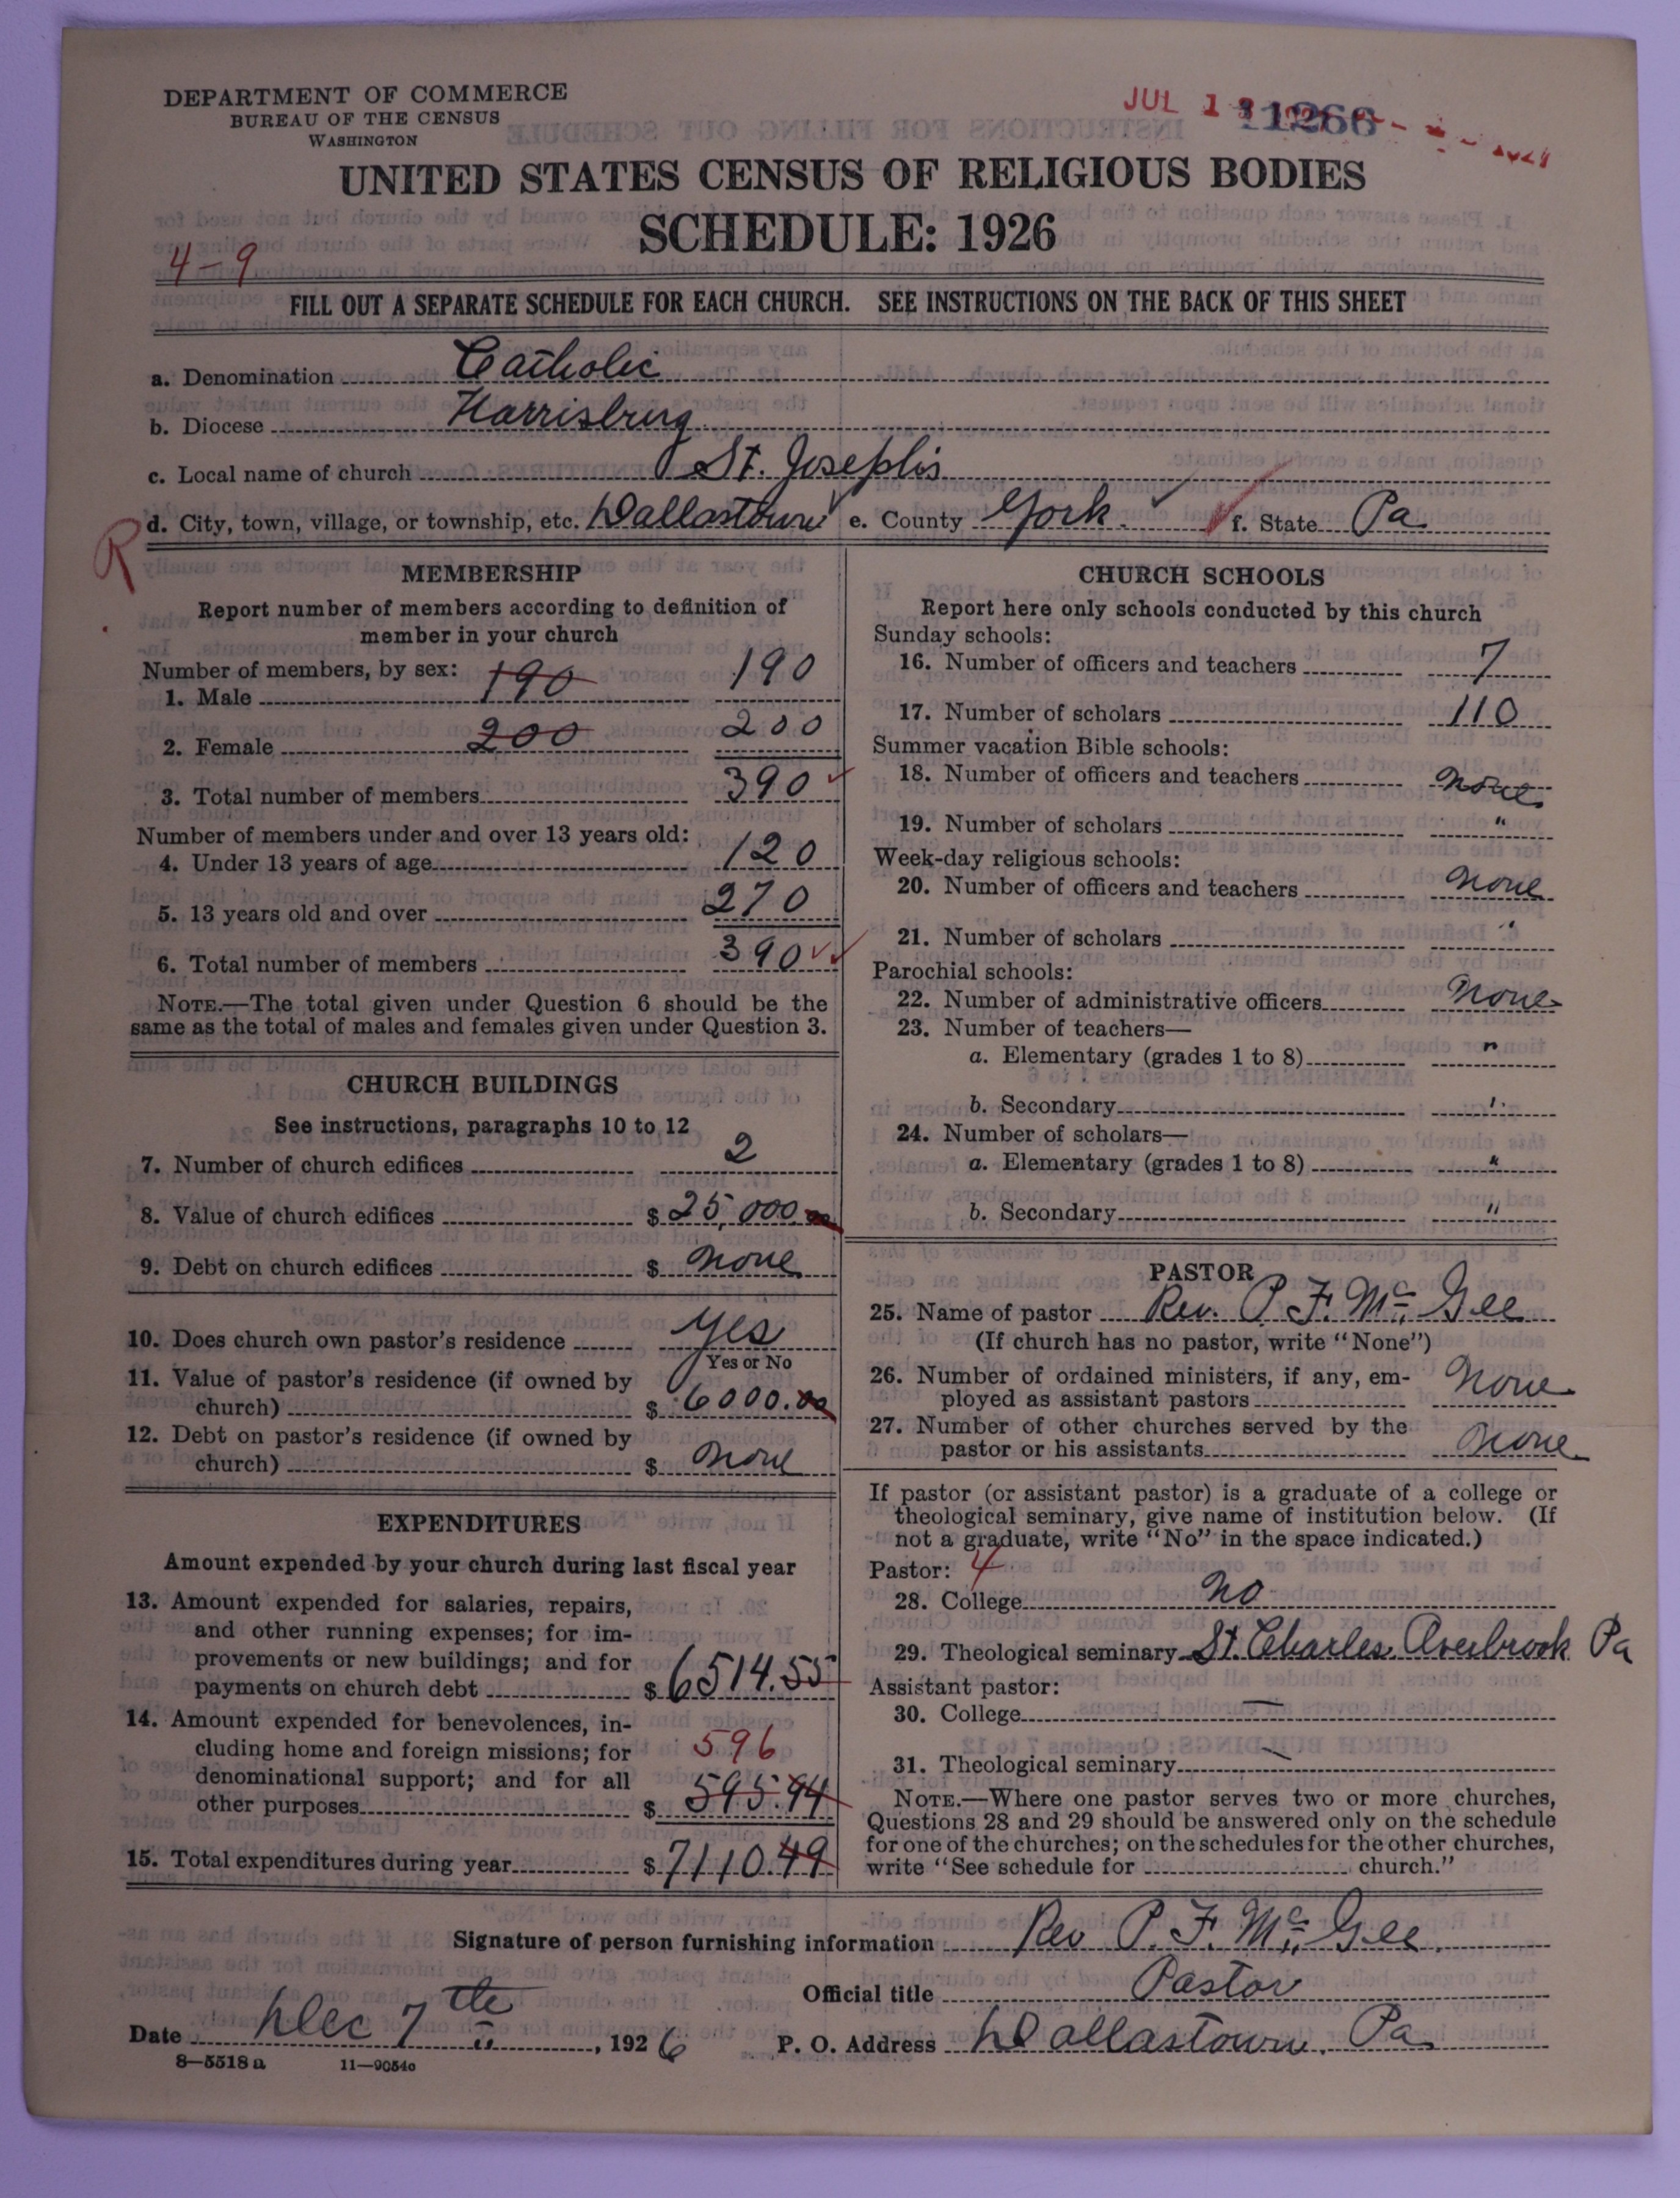 DEPARTMENT OF COMMERCE
BUREAU OF THE CENSUS
WASHINGTON
JUL 1
11266
UNITED STATES CENSUS OF RELIGIOUS BODIES
SCHEDULE: 1926
4-9
FILL OUT A SEPARATE SCHEDULE FOR EACH CHURCH. SEE INSTRUCTIONS ON THE BACK OF THIS SHEET
a. Denomination Catholic
b. Diocese Harrisburg
c. Local name of church St. Joseph's
R d. City, town, village, or township, etc. Dallastown e. County York. f. State Pa
MEMBERSHIP
Report number of members according to definition of
member in your church
Number of members, by sex:
1. Male 190 190
2. Female 200 200
3. Total number of members 390
Number of members under and over 13 years old:
4. Under 13 years of age 120
5. 13 years old and over 270
6. Total number of members 390
NOTE.—The total given under Question 6 should be the
same as the total of males and females given under Question 3.
CHURCH BUILDINGS
See instructions, paragraphs 10 to 12
7. Number of church edifices 2
8. Value of church edifices $ 25,000.00
9. Debt on church edifices $ none
10. Does church own pastor's residence Yes
Yes or No
11. Value of pastor's residence (if owned by
church) $ 6000.00
12. Debt on pastor's residence (if owned by
church) $ none
EXPENDITURES
Amount expended by your church during last fiscal year
13. Amount expended for salaries, repairs,
and other running expenses; for im-
provements or new buildings; and for
payments on church debt $ 6514.55
14. Amount expended for benevolences, in-
cluding home and foreign missions; for 596
denominational support; and for all
other purposes $ 595.94
15. Total expenditures during year $ 7110.49
CHURCH SCHOOLS
Report here only schools conducted by this church
Sunday schools:
16. Number of officers and teachers 7
17. Number of scholars 110
Summer vacation Bible schools:
18. Number of officers and teachers none
19. Number of scholars "
Week-day religious schools:
20. Number of officers and teachers none
21. Number of scholars "
Parochial schools:
22. Number of administrative officers none
23. Number of teachers—
a. Elementary (grades 1 to 8) "
b. Secondary "
24. Number of scholars—
a. Elementary (grades 1 to 8) "
b. Secondary "
PASTOR
25. Name of pastor Rev. P. F. McGee
(If church has no pastor, write "None")
26. Number of ordained ministers, if any, em-
ployed as assistant pastors none
27. Number of other churches served by the
pastor or his assistants none
If pastor (or assistant pastor) is a graduate of a college or
theological seminary, give name of institution below. (If
not a graduate, write "No" in the space indicated.)
Pastor: 4
28. College no
29. Theological seminary St. Charles Overbrook Pa
Assistant pastor:
30. College —
31. Theological seminary —
NOTE.—Where one pastor serves two or more churches,
Questions 28 and 29 should be answered only on the schedule
for one of the churches; on the schedules for the other churches,
write "See schedule for church."
Signature of person furnishing information Rev P. F. McGee.
Official title Pastor
Date Dec 7th, 1926 P. O. Address Dallastown, Pa.
8—5518 a 11—9054c